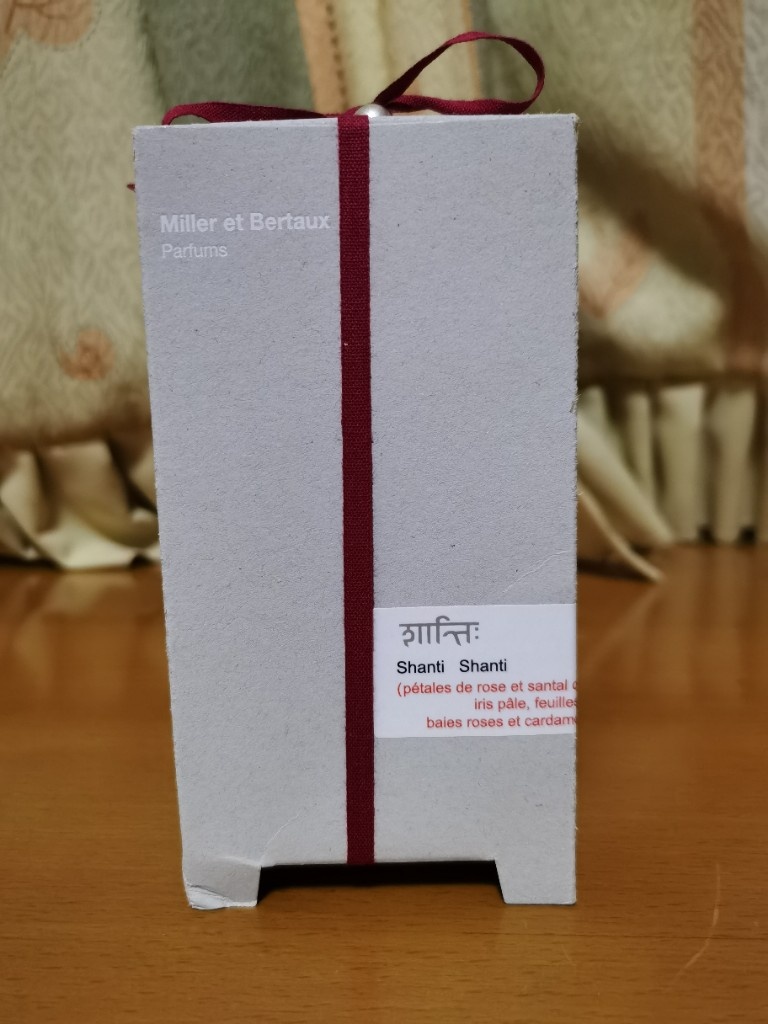 Miller et Bertaux
Parfums
शान्तिः
Shanti Shanti
(pétales de rose et santal
iris pâle,
baies roses et